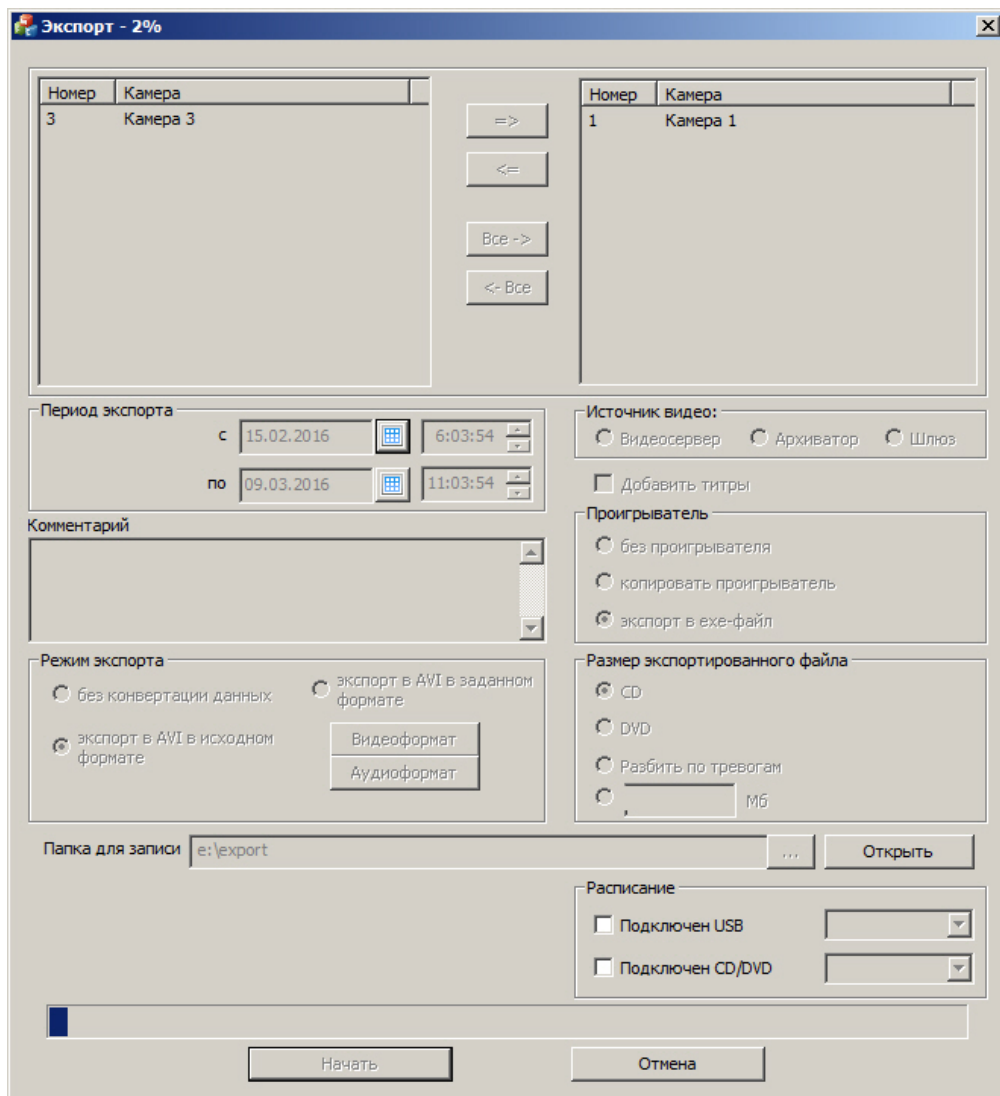 Экспорт - 2%
Номер Камера
3 Камера 3
=>
<=
Все ->
<- Все
Номер Камера
1 Камера 1
Период экспорта
с 15.02.2016 6:03:54
по 09.03.2016 11:03:54
Источник видео:
Видеосервер Архиватор Шлюз
Добавить титры
Комментарий
Проигрыватель
без проигрывателя
копировать проигрыватель
экспорт в exe-файл
Режим экспорта
без конвертации данных
экспорт в AVI в заданном
формате
экспорт в AVI в исходном
формате
Видеоформат
Аудиоформат
Размер экспортированного файла
CD
DVD
Разбить по тревогам
Мб
Папка для записи e:\export ... Открыть
Расписание
Подключен USB
Подключен CD/DVD
Начать Отмена